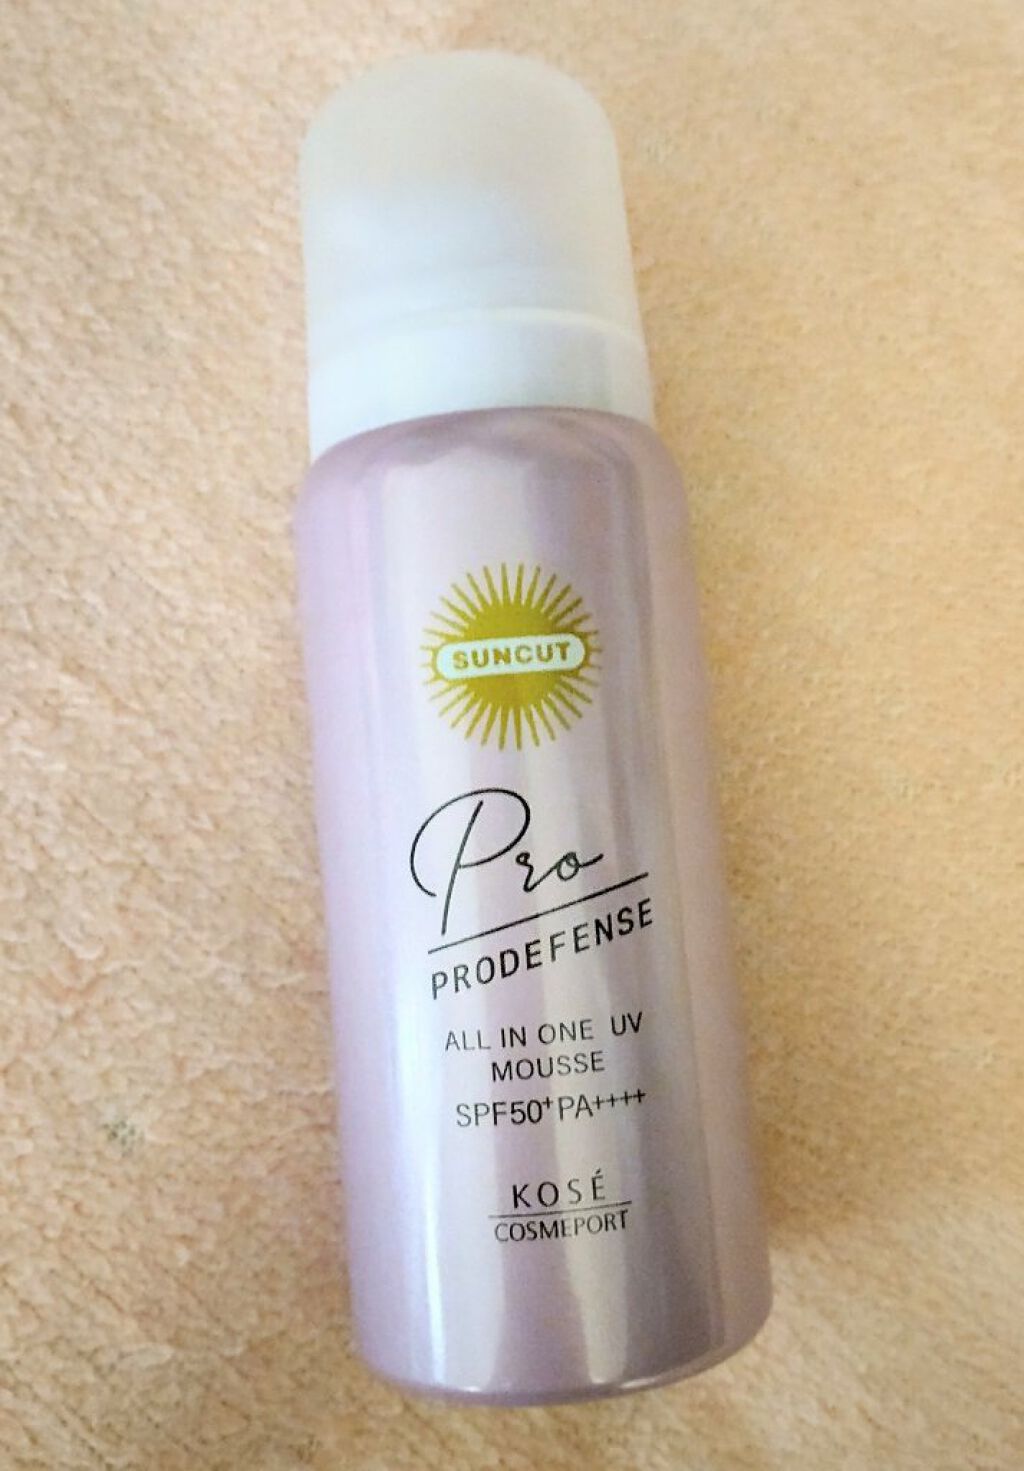 SUNCUT
Pro
PRODEFENSE
ALL IN ONE UV
MOUSSE
SPF50+PA++++
KOSÉ
COSMEPORT